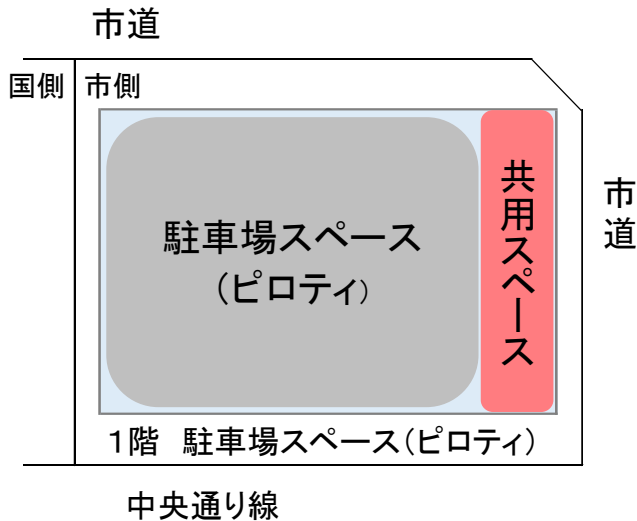 市道
国側 市側
駐車場スペース
（ピロティ）
共用スペース
市道
１階　駐車場スペース（ピロティ）
中央通り線